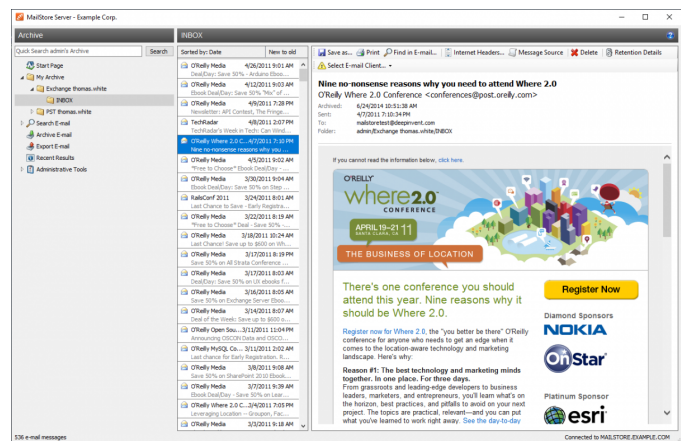 MailStore Server - Example Corp.
Archive
INBOX
Quick Search admin's Archive
Search
Start Page
My Archive
Exchange thomas.white
INBOX
PST thomas.white
Search E-mail
Archive E-mail
Export E-mail
Recent Results
Administrative Tools
Sorted by: Date
New to old
O'Reilly Media 4/26/2011 9:01 AM
Deal/Day: Save 50% - Arduino Eboo...
O'Reilly Media 4/12/2011 9:03 AM
Ebook Deal/Day: Save 50% "Min" of ...
O'Reilly Media 4/9/2011 7:28 PM
Newsletter: API Contest, The Fringe...
TechRadar 4/8/2011 2:07 PM
TechRadar's Week in Tech: Can Wind...
O'Reilly Where 2.0 C...4/7/2011 7:10 PM
Nine no-nonsense reasons why you ...
O'Reilly Media 4/5/2011 9:02 AM
*Free to Choose* Ebook Deal/Day - ...
O'Reilly Media 3/30/2011 9:04 AM
Ebook Deal/Day: Save 50% on Step ...
RailsConf 2011 3/24/2011 8:01 AM
Last Chance to Save - Early Registra...
O'Reilly Media 3/22/2011 8:19 AM
*Free to Choose* Deal - Save 50% -...
O'Reilly Media 3/18/2011 10:24 AM
Last Chance! Save up to $600 on Wh...
O'Reilly Media 3/17/2011 8:19 PM
Save 50% on All Strata Conference ...
O'Reilly Media 3/17/2011 8:03 AM
Deal/Day: Save 50% on UX ebooks f...
O'Reilly Media 3/16/2011 8:05 AM
Save 50% on Exchange Server Eboo...
O'Reilly Media 3/14/2011 8:07 AM
Deal of the Week: Save up to $600 o...
O'Reilly Open Sou...3/11/2011 11:04 PM
Announcing OSCON Data and OSCO...
O'Reilly MySQL Co... 3/11/2011 2:02 AM
Last chance for Early Registration. R...
O'Reilly Media 3/8/2011 9:08 AM
Save 50% on SharePoint 2010 Ebook...
O'Reilly Media 3/7/2011 9:39 AM
Ebook Deal/Day - Save 50% on Lear...
O'Reilly Where 2.0 C...3/4/2011 7:05 PM
Leveraging Location -- Groupon, Fac...
O'Reilly Media 3/3/2011 9:18 AM
Save as...
Print
Find in E-mail...
Internet Headers...
Message Source
Delete
Retention Details
Select E-mail Client...
Nine no-nonsense reasons why you need to attend Where 2.0
O'Reilly Where 2.0 Conference <conferences@post.oreilly.com>
Archived: 6/24/2014 10:51:38 AM
Sent: 4/7/2011 7:10:34 PM
To: mailstoretest@deepinvent.com
Folder: admin/Exchange thomas.white/INBOX
If you cannot read the information below, click here.
O'REILLY
where2.0
CONFERENCE
APRIL 19–21 11
SANTA CLARA, CA
THE BUSINESS OF LOCATION
There's one conference you should
attend this year. Nine reasons why it
should be Where 2.0.
Register now for Where 2.0, the "you better be there" O'Reilly
conference for anyone who needs to get an edge when it
comes to the location-aware technology and marketing
landscape. Here's why:
Reason #1: The best technology and marketing minds
together. In one place. For three days.
From grassroots and leading-edge developers to business
leaders, marketers, and entrepreneurs, you'll learn what's on
the horizon, best practices, and pitfalls to avoid on your next
project. The topics are practical, relevant—and you can put
what you've learned to work right away. See the day-to-day
Register Now
Diamond Sponsors
NOKIA
OnStar
Platinum Sponsor
esri
536 e-mail messages
Connected to MAILSTORE.EXAMPLE.COM